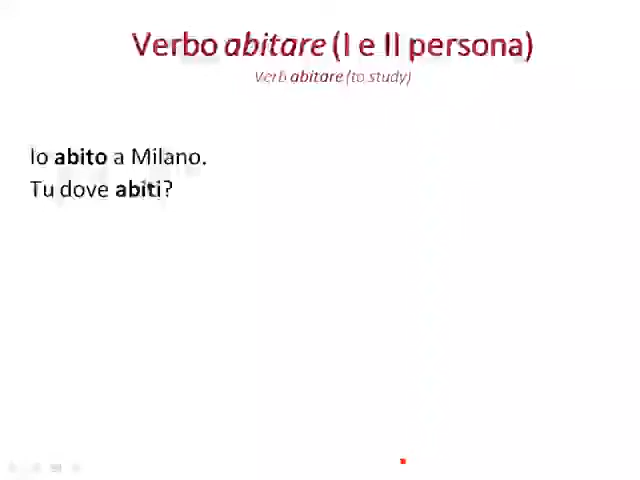 Verbo abitare (I e II persona)
Verb abitare (to study)
Io abito a Milano.
Tu dove abiti?